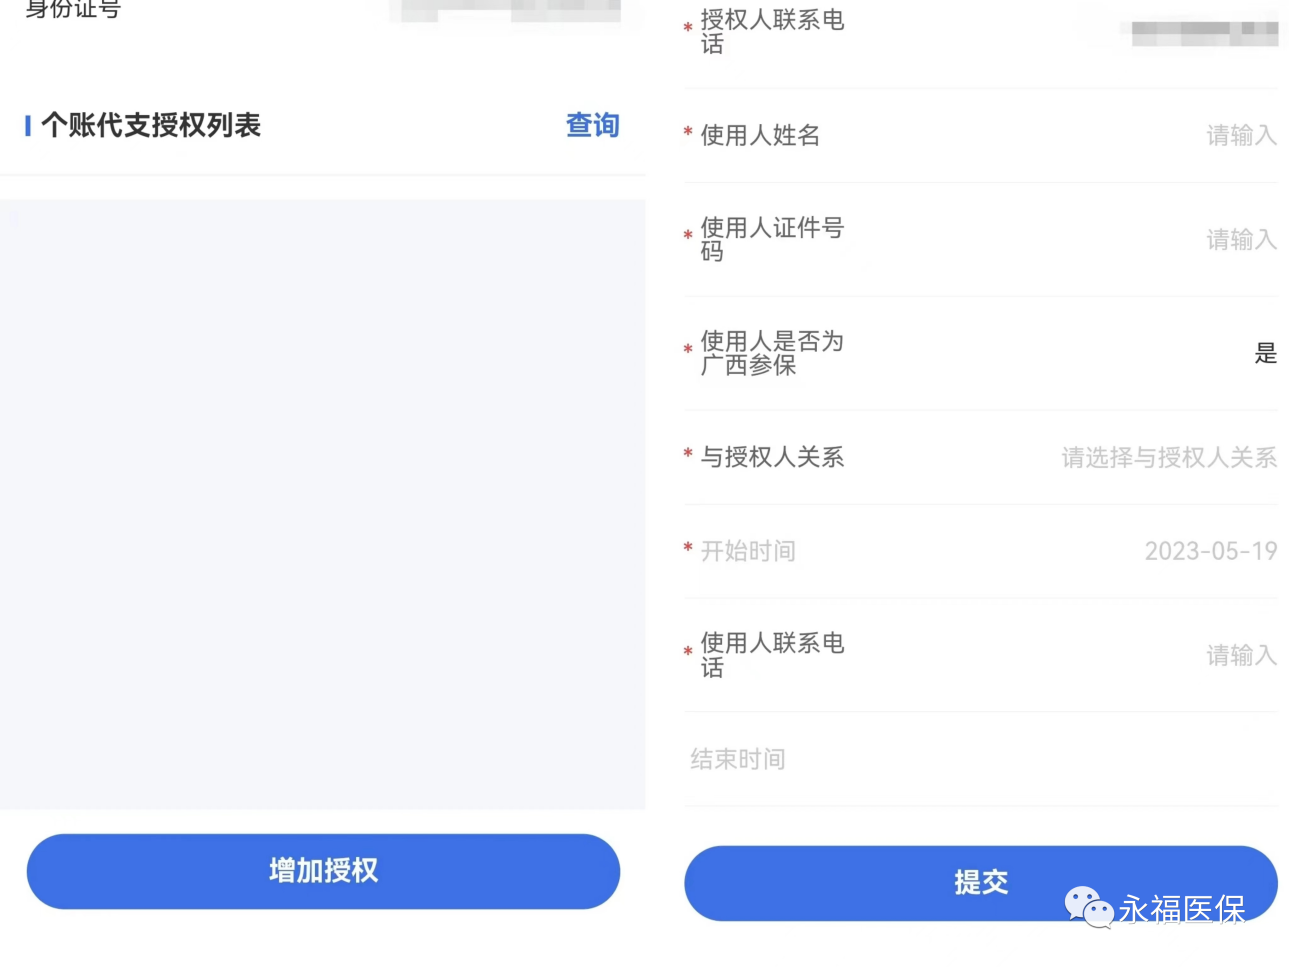 身份证号
个账代支授权列表
查询
增加授权
* 授权人联系电
话
* 使用人姓名
请输入
* 使用人证件号
码
请输入
* 使用人是否为
广西参保
是
* 与授权人关系
请选择与授权人关系
* 开始时间
2023-05-19
* 使用人联系电
话
请输入
结束时间
提交
永福医保